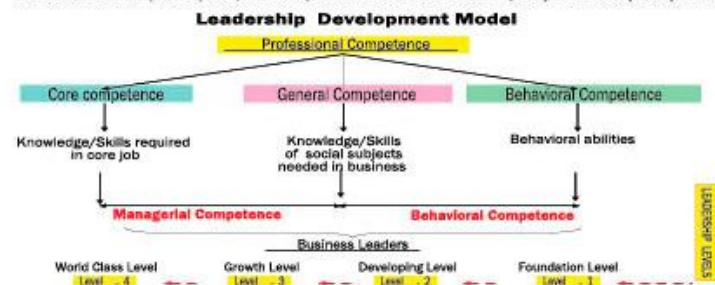 Leadership Development Model
Professional Competence
Core competence
General Competence
Behavioral Competence
Knowledge/Skills required
in core job
Knowledge/Skills
of social subjects
needed in business
Behavioral abilities
Managerial Competence
Behavioral Competence
Business Leaders
LEADERSHIP LEVELS
World Class Level
Growth Level
Developing Level
Foundation Level
Level - 4
Level - 3
Level - 2
Level - 1